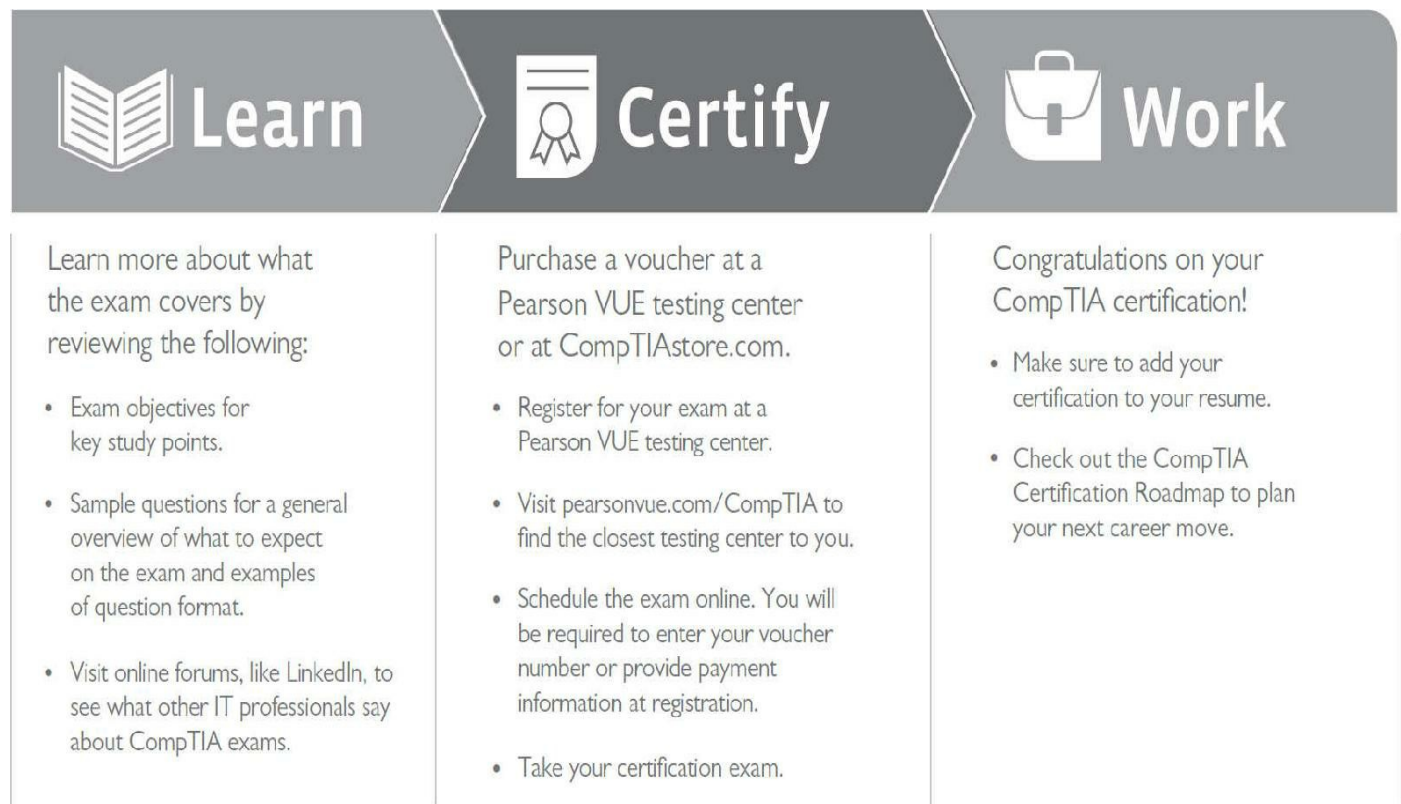 Learn
Certify
Work
Learn more about what
the exam covers by
reviewing the following:
• Exam objectives for
key study points.
• Sample questions for a general
overview of what to expect
on the exam and examples
of question format.
• Visit online forums, like LinkedIn, to
see what other IT professionals say
about CompTIA exams.
Purchase a voucher at a
Pearson VUE testing center
or at CompTIAstore.com.
• Register for your exam at a
Pearson VUE testing center.
• Visit pearsonvue.com/CompTIA to
find the closest testing center to you.
• Schedule the exam online. You will
be required to enter your voucher
number or provide payment
information at registration.
• Take your certification exam.
Congratulations on your
CompTIA certification!
• Make sure to add your
certification to your resume.
• Check out the CompTIA
Certification Roadmap to plan
your next career move.